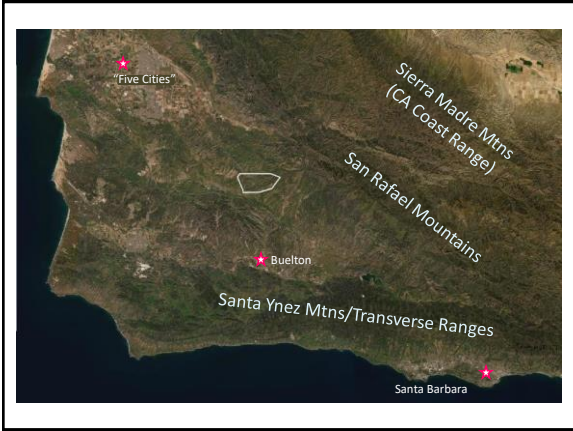 "Five Cities"
Sierra Madre Mtns
(CA Coast Range)
San Rafael Mountains
Buelton
Santa Ynez Mtns/Transverse Ranges
Santa Barbara